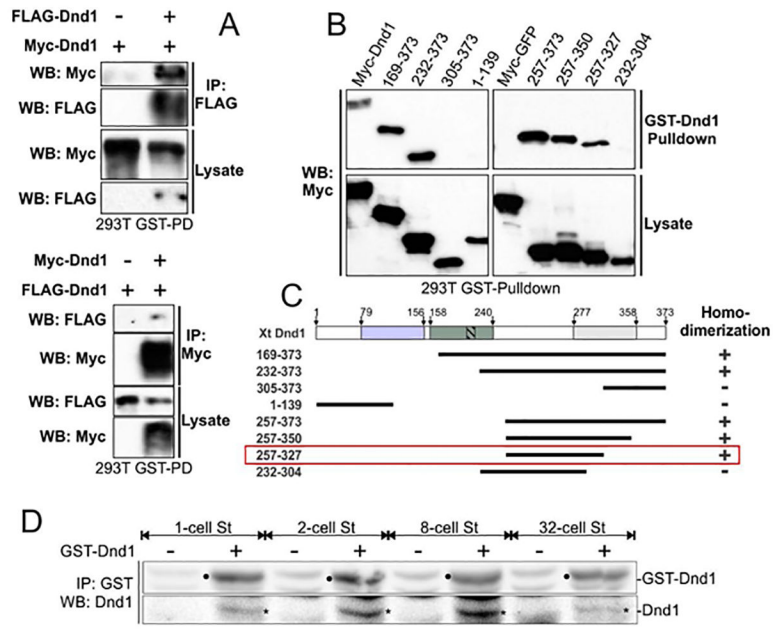 A
FLAG-Dnd1 - +
Myc-Dnd1 + +
WB: Myc
WB: FLAG
IP: FLAG
WB: Myc
WB: FLAG
Lysate
293T GST-PD
Myc-Dnd1 - +
FLAG-Dnd1 + +
WB: FLAG
WB: Myc
IP: Myc
WB: FLAG
WB: Myc
Lysate
293T GST-PD
B
Myc-Dnd1 169-373 232-373 305-373 1-139 Myc-GFP 257-373 257-350 257-327 232-304
GST-Dnd1 Pulldown
WB: Myc
Lysate
293T GST-Pulldown
C
1 79 156 158 240 277 358 373
Homo-dimerization
Xt Dnd1
169-373 +
232-373 +
305-373 -
1-139 -
257-373 +
257-350 +
257-327 +
232-304 -
D
1-cell St 2-cell St 8-cell St 32-cell St
GST-Dnd1 - + - + - + - +
IP: GST
-GST-Dnd1
WB: Dnd1
-Dnd1